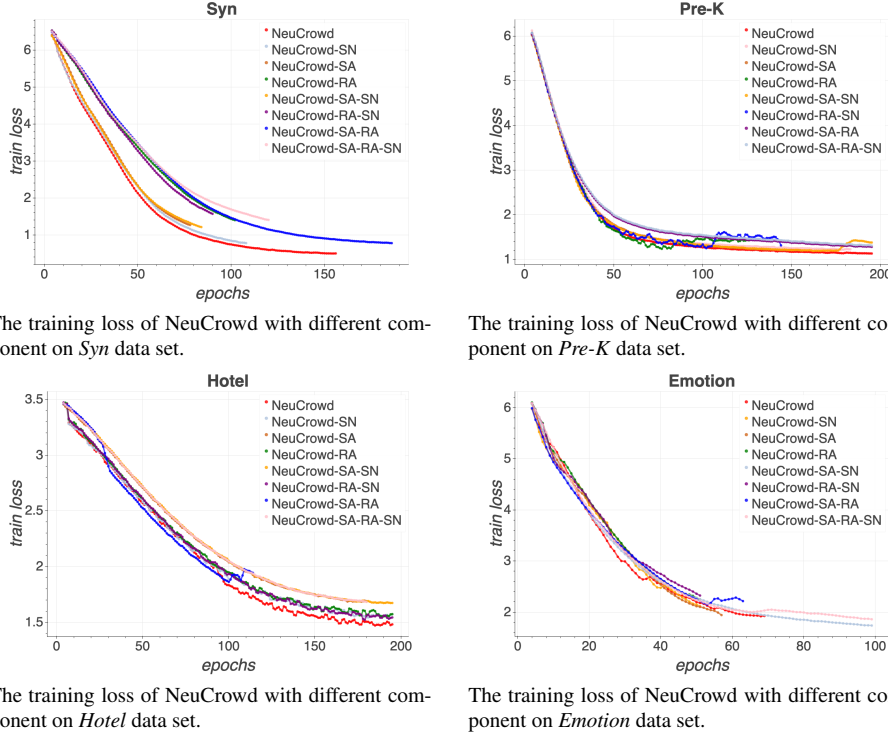 Syn
6
5
4
3
2
1
0
50
100
150
train loss
epochs
NeuCrowd
NeuCrowd-SN
NeuCrowd-SA
NeuCrowd-RA
NeuCrowd-SA-SN
NeuCrowd-RA-SN
NeuCrowd-SA-RA
NeuCrowd-SA-RA-SN
he training loss of NeuCrowd with different com-
onent on Syn data set.
Pre-K
6
5
4
3
2
1
0
50
100
150
200
train loss
epochs
NeuCrowd
NeuCrowd-SN
NeuCrowd-SA
NeuCrowd-RA
NeuCrowd-SA-SN
NeuCrowd-RA-SN
NeuCrowd-SA-RA
NeuCrowd-SA-RA-SN
The training loss of NeuCrowd with different co
ponent on Pre-K data set.
Hotel
3.5
3
2.5
2
1.5
0
50
100
150
200
train loss
epochs
NeuCrowd
NeuCrowd-SN
NeuCrowd-SA
NeuCrowd-RA
NeuCrowd-SA-SN
NeuCrowd-RA-SN
NeuCrowd-SA-RA
NeuCrowd-SA-RA-SN
he training loss of NeuCrowd with different com-
onent on Hotel data set.
Emotion
6
5
4
3
2
0
20
40
60
80
100
train loss
epochs
NeuCrowd
NeuCrowd-SN
NeuCrowd-SA
NeuCrowd-RA
NeuCrowd-SA-SN
NeuCrowd-RA-SN
NeuCrowd-SA-RA
NeuCrowd-SA-RA-SN
The training loss of NeuCrowd with different co
ponent on Emotion data set.